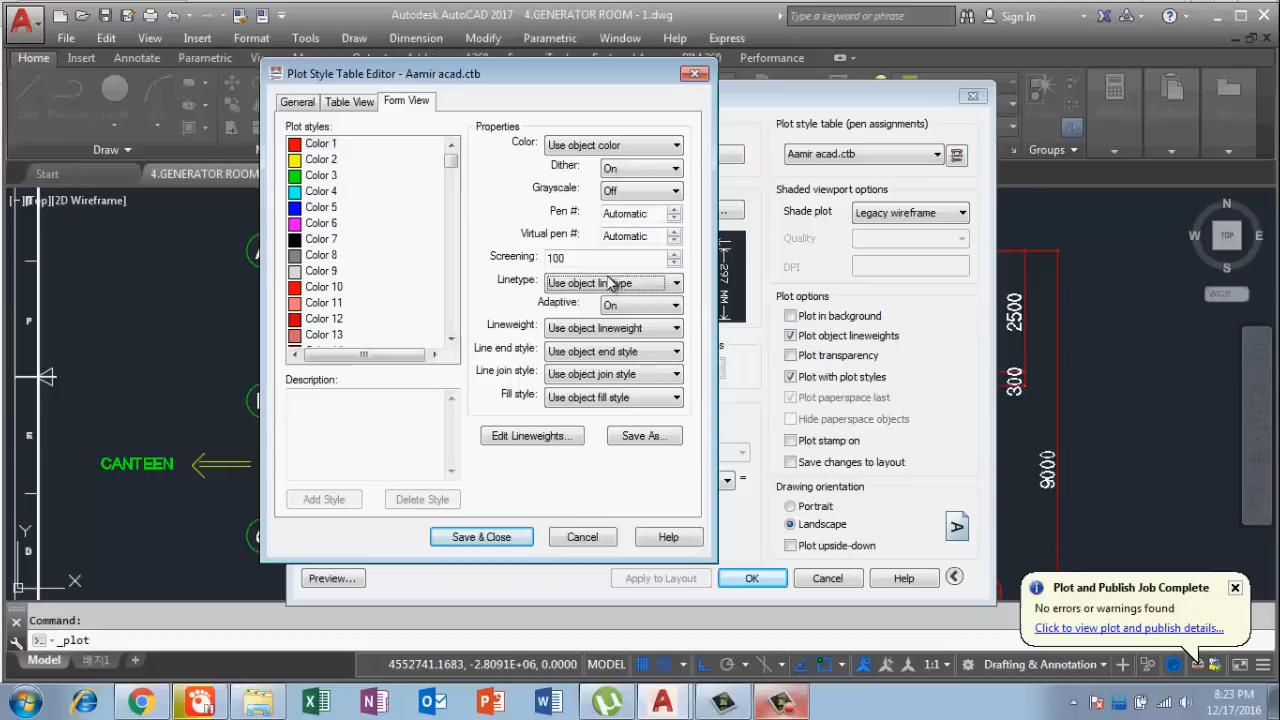 Autodesk AutoCAD 2017 4.GENERATOR ROOM - 1.dwg
Type a keyword or phrase
Sign In
File Edit View Insert Format Tools Draw Dimension Modify Parametric Window Help Express
Home Insert Annotate Parametric
Performance
Draw
Groups
Start
4.GENERATOR ROOM
[-][Top][2D Wireframe]
Plot Style Table Editor - Aamir acad.ctb
General Table View Form View
Plot styles:
Color 1
Color 2
Color 3
Color 4
Color 5
Color 6
Color 7
Color 8
Color 9
Color 10
Color 11
Color 12
Color 13
Description:
Add Style Delete Style
Properties
Color: Use object color
Dither: On
Grayscale: Off
Pen #: Automatic
Virtual pen #: Automatic
Screening: 100
Linetype: Use object linetype
Adaptive: On
Lineweight: Use object lineweight
Line end style: Use object end style
Line join style: Use object join style
Fill style: Use object fill style
Edit Lineweights... Save As...
Save & Close Cancel Help
Plot style table (pen assignments)
Aamir acad.ctb
Shaded viewport options
Shade plot Legacy wireframe
Quality
DPI
Plot options
Plot in background
Plot object lineweights
Plot transparency
Plot with plot styles
Plot paperspace last
Hide paperspace objects
Plot stamp on
Save changes to layout
Drawing orientation
Portrait
Landscape
Plot upside-down
A
297 MM
=
Preview... Apply to Layout OK Cancel Help
N
W TOP E
S
WCS
2500
300
9000
F
E
D
CANTEEN
Y
X
Plot and Publish Job Complete
No errors or warnings found
Click to view plot and publish details...
Command:
_plot
Model 배치1 +
4552741.1683, -2.8091E+06, 0.0000 MODEL
1:1
Drafting & Annotation
8:23 PM
12/17/2016